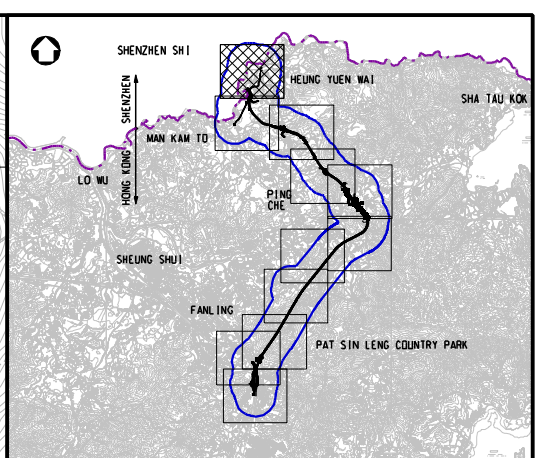 SHENZHEN SHI
HEUNG YUEN WAI
SHA TAU KOK
SHENZHEN
HONG KONG
MAN KAM TO
LO WU
PING
CHE
SHEUNG SHUI
FANLING
PAT SIN LENG COUNTRY PARK